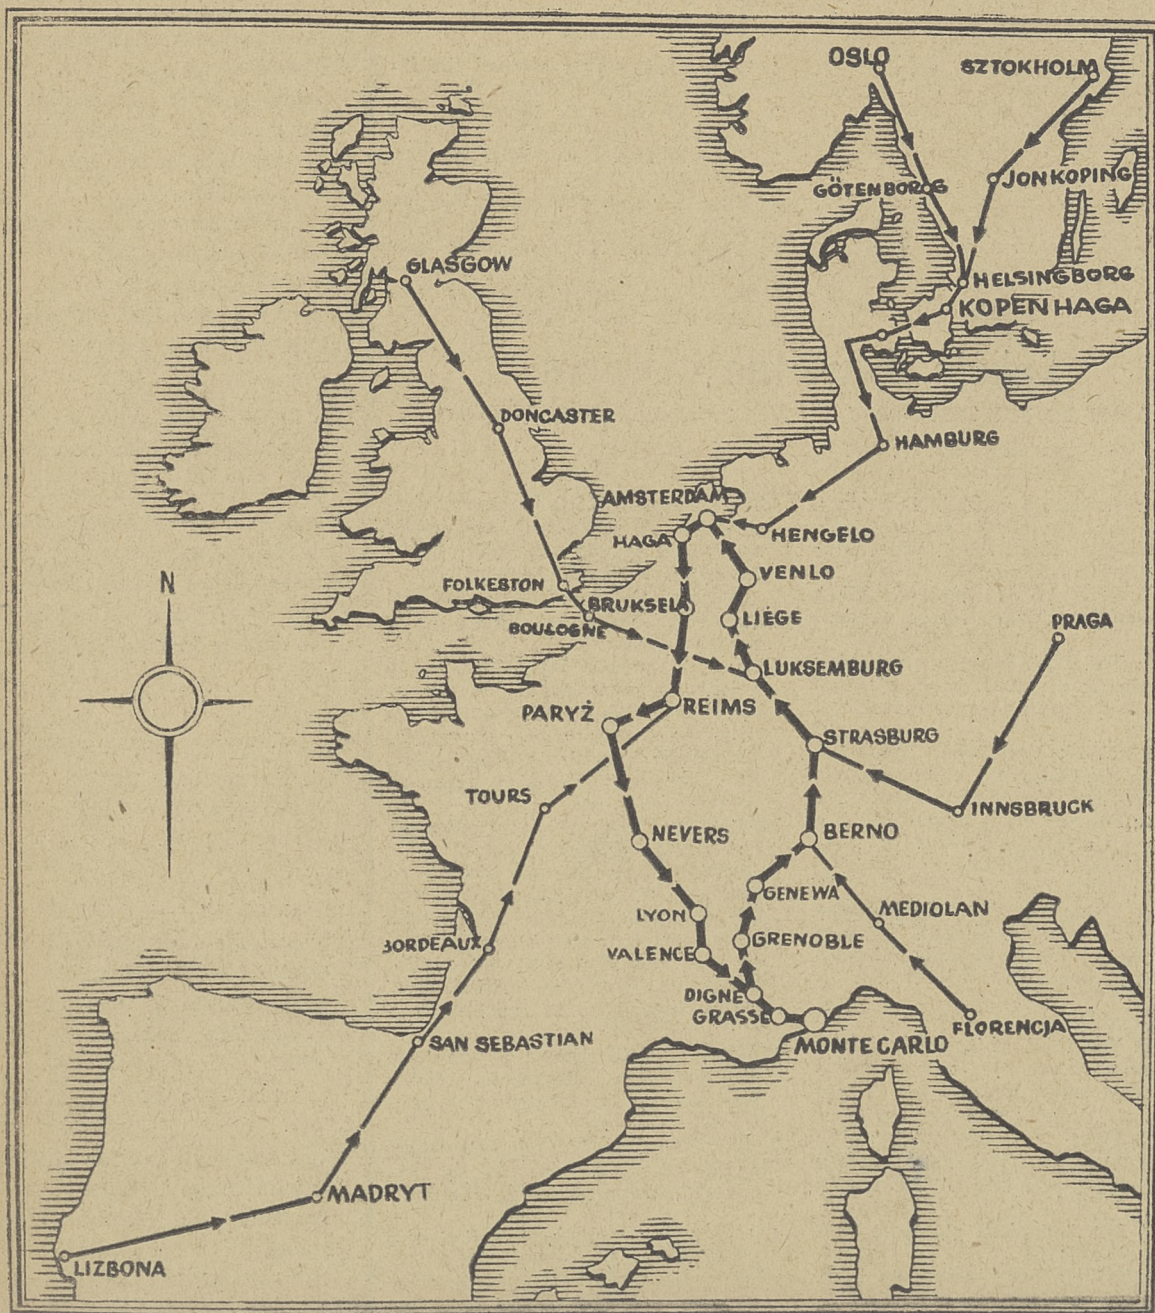 OSLO
SZTOKHOLM
GÖTENBORG
JONKOPING
GLASGOW
HELSINGBORG
KOPENHAGA
DONCASTER
HAMBURG
AMSTERDAM
HAGA
HENGELO
N
FOLKESTON
VENLO
BRUKSELA
BOULOGNE
LIÉGE
PRAGA
LUKSEMBURG
PARYŻ
REIMS
STRASBURG
TOURS
INNSBRUCK
NEVERS
BERNO
GENEWA
LYON
MEDIOLAN
BORDEAUX
VALENCE
GRENOBLE
DIGNE
GRASSE
FLORENCJA
SAN SEBASTIAN
MONTE CARLO
MADRYT
LIZBONA